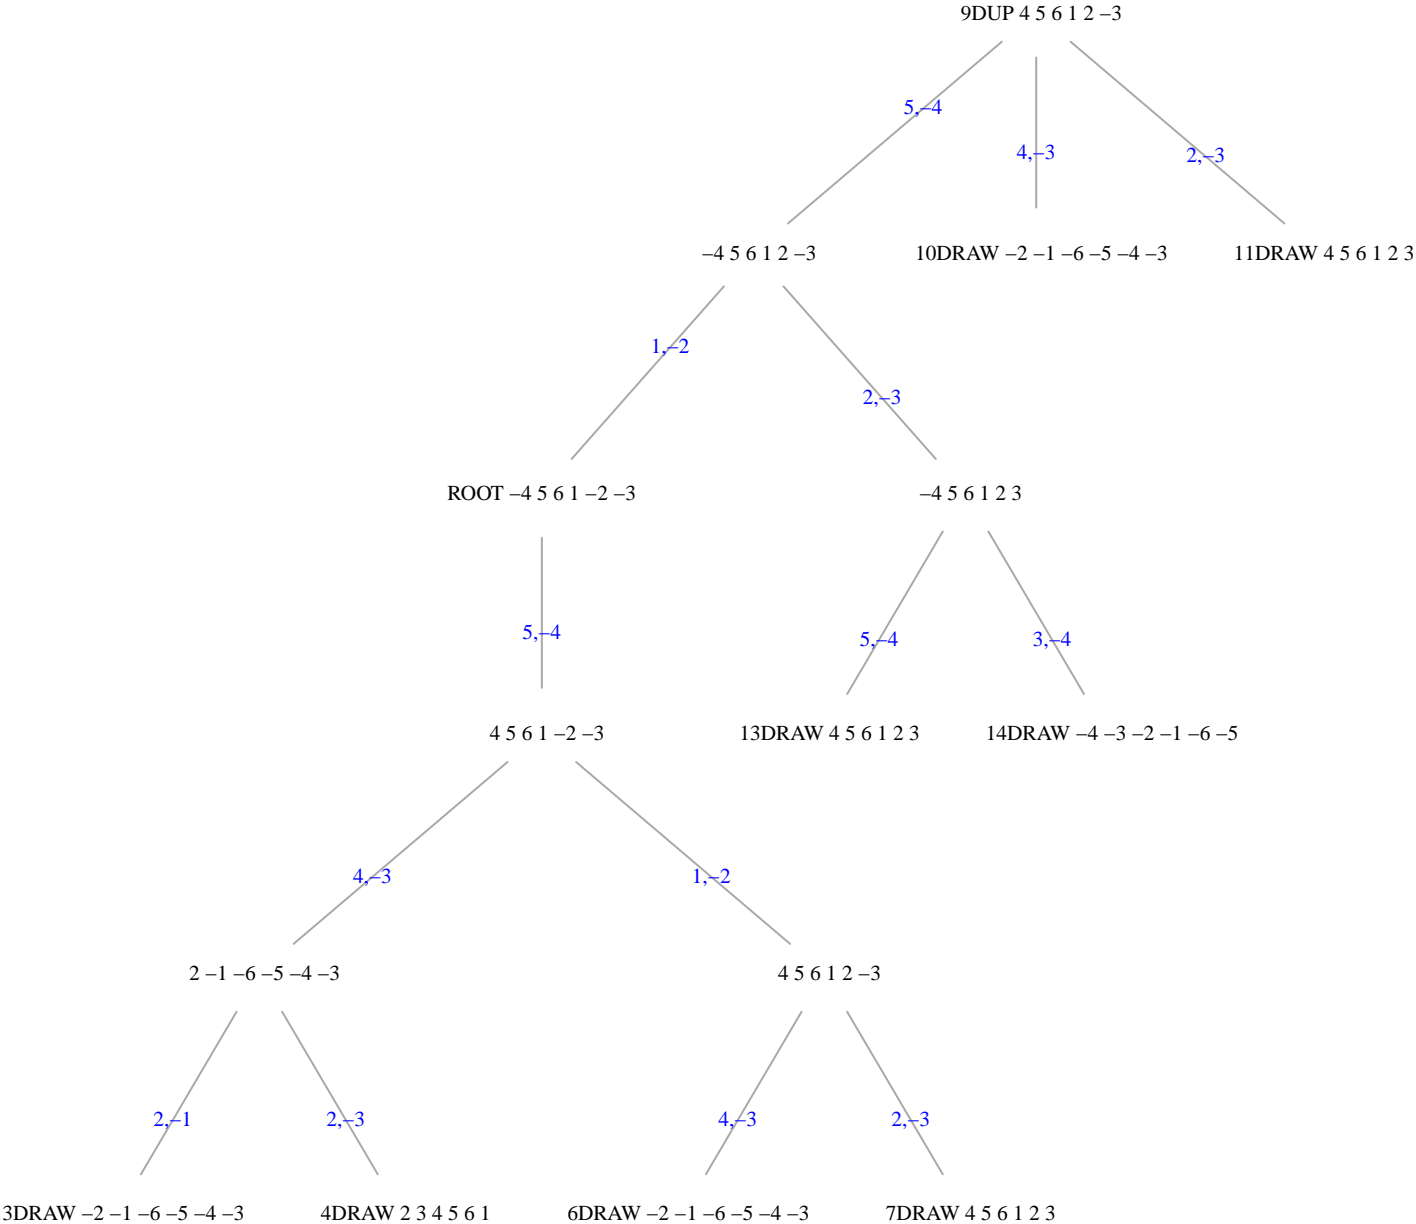 9DUP 4 5 6 1 2 –3
5,–4
4,–3
2,–3
–4 5 6 1 2 –3
10DRAW –2 –1 –6 –5 –4 –3
11DRAW 4 5 6 1 2 3
1,–2
2,–3
ROOT –4 5 6 1 –2 –3
–4 5 6 1 2 3
5,–4
5,–4
3,–4
4 5 6 1 –2 –3
13DRAW 4 5 6 1 2 3
14DRAW –4 –3 –2 –1 –6 –5
4,–3
1,–2
2 –1 –6 –5 –4 –3
4 5 6 1 2 –3
2,–1
2,–3
4,–3
2,–3
3DRAW –2 –1 –6 –5 –4 –3
4DRAW 2 3 4 5 6 1
6DRAW –2 –1 –6 –5 –4 –3
7DRAW 4 5 6 1 2 3